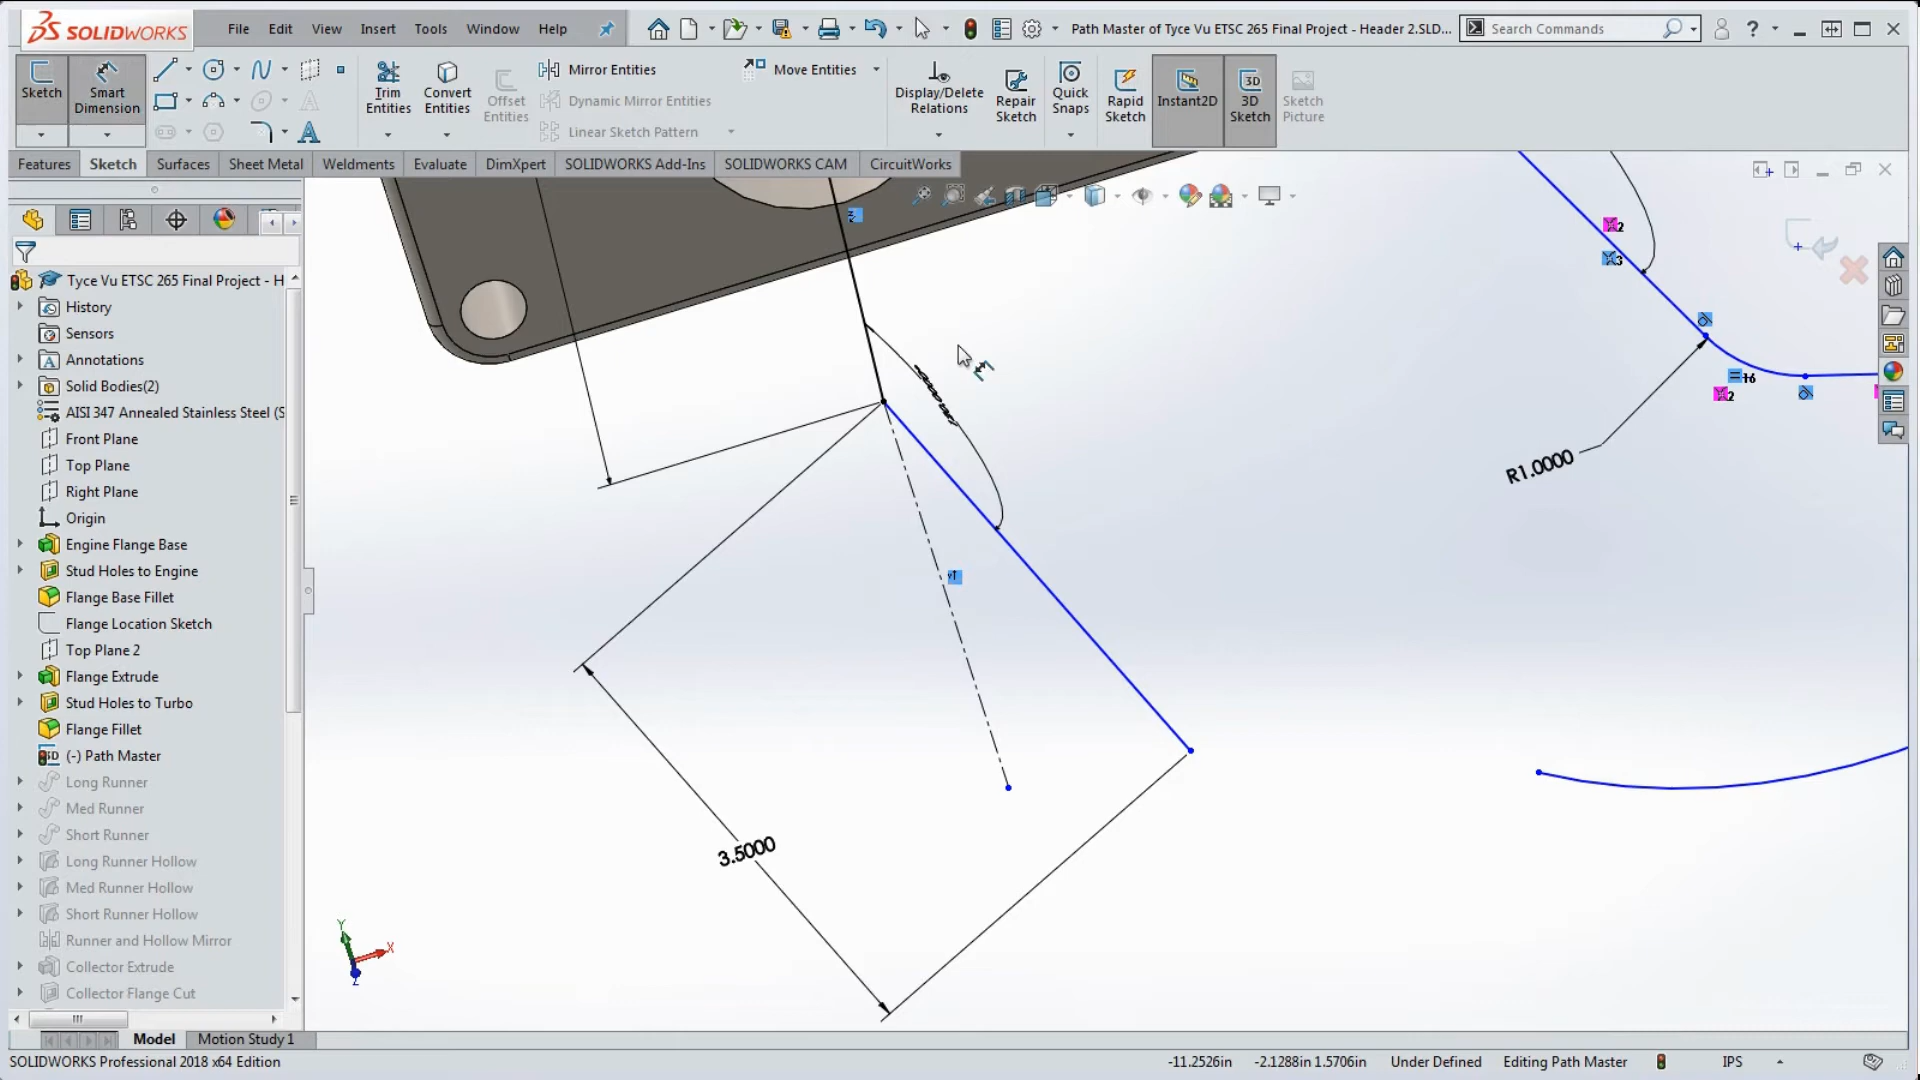 SOLIDWORKS
File Edit View Insert Tools Window Help
Path Master of Tyce Vu ETSC 265 Final Project - Header 2.SLD...
Search Commands
Sketch
Smart Dimension
Trim Entities
Convert Entities
Offset Entities
Mirror Entities
Dynamic Mirror Entities
Linear Sketch Pattern
Move Entities
Display/Delete Relations
Repair Sketch
Quick Snaps
Rapid Sketch
Instant2D
3D Sketch
Sketch Picture
Features Sketch Surfaces Sheet Metal Weldments Evaluate DimXpert SOLIDWORKS Add-Ins SOLIDWORKS CAM CircuitWorks
Tyce Vu ETSC 265 Final Project - H
History
Sensors
Annotations
Solid Bodies(2)
AISI 347 Annealed Stainless Steel (S
Front Plane
Top Plane
Right Plane
Origin
Engine Flange Base
Stud Holes to Engine
Flange Base Fillet
Flange Location Sketch
Top Plane 2
Flange Extrude
Stud Holes to Turbo
Flange Fillet
3D (-) Path Master
Long Runner
Med Runner
Short Runner
Long Runner Hollow
Med Runner Hollow
Short Runner Hollow
Runner and Hollow Mirror
Collector Extrude
Collector Flange Cut
2
3
16
2
R1.0000
3.5000
Y
X
Z
Model Motion Study 1
SOLIDWORKS Professional 2018 x64 Edition
-11.2526in -2.1288in 1.5706in Under Defined Editing Path Master IPS